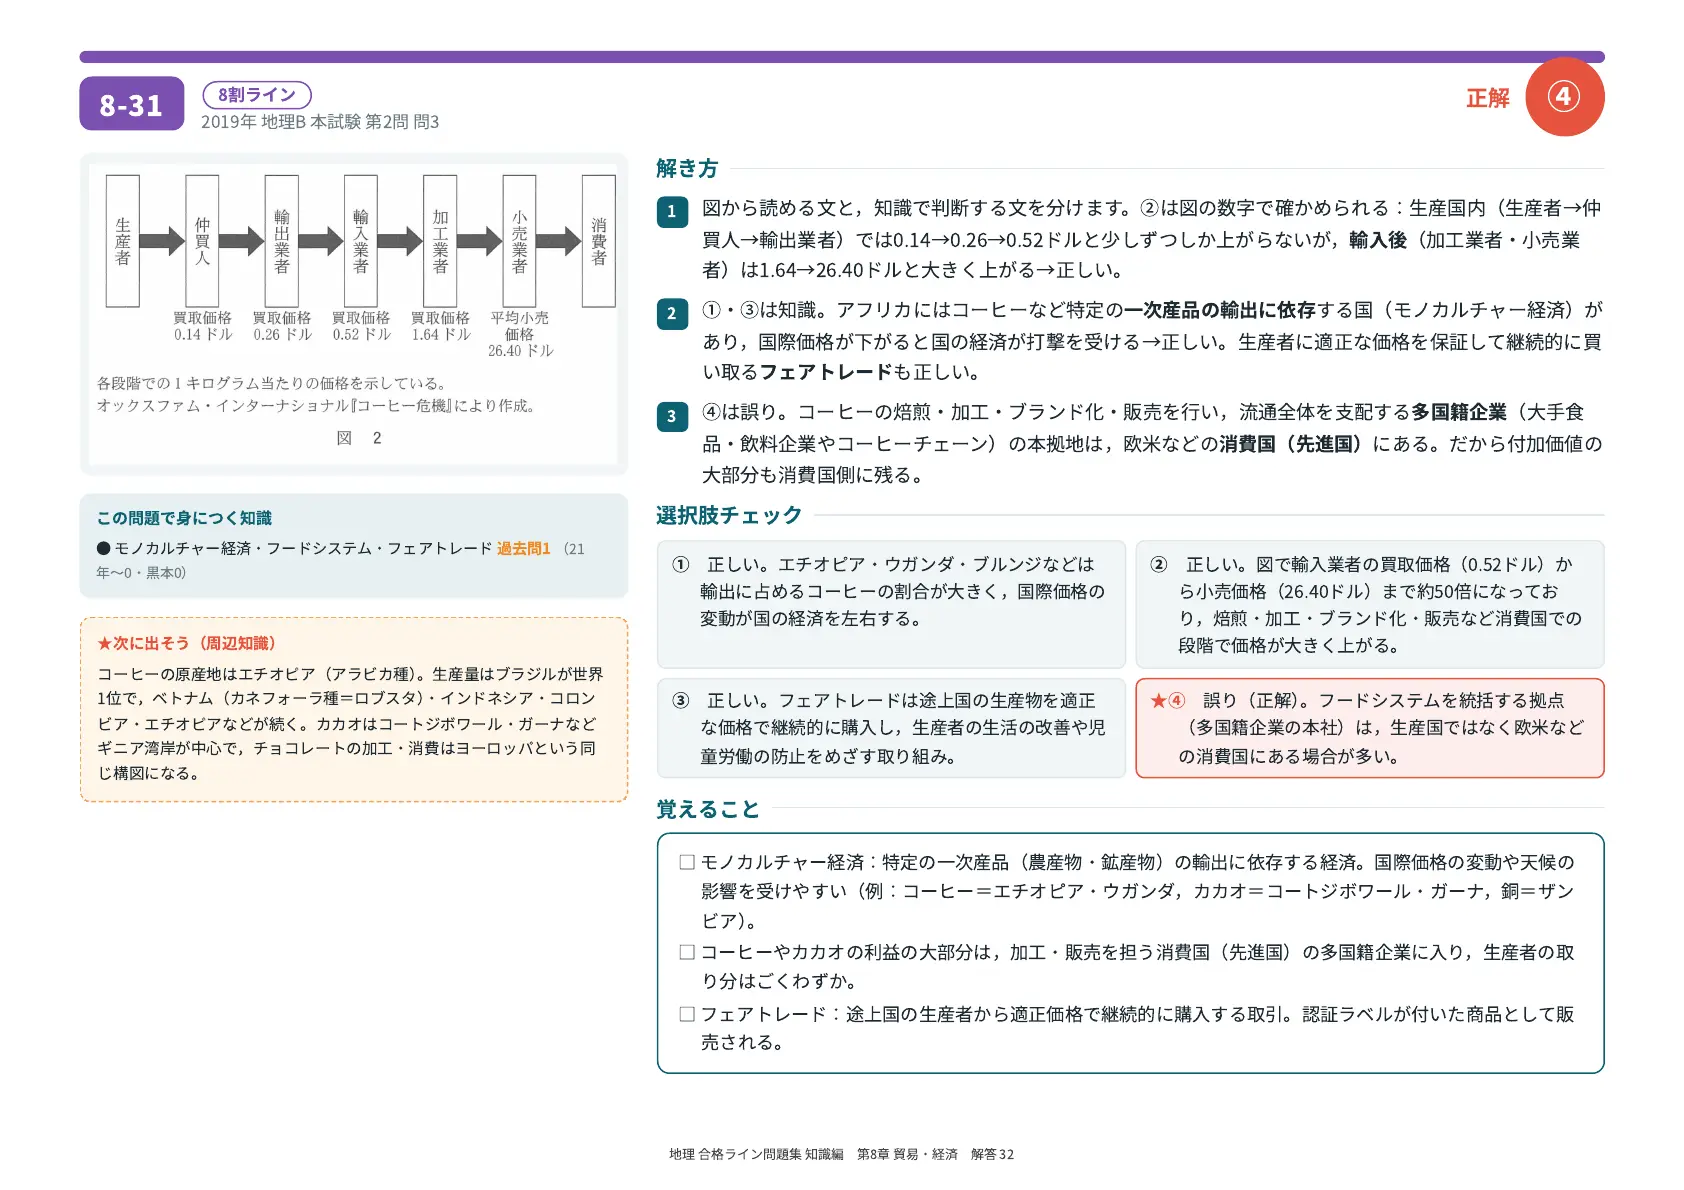 8-31
8割ライン
2019年 地理B 本試験 第2問 問3
正解 ④
生産者
仲買人
輸出業者
輸入業者
加工業者
小売業者
消費者
買取価格
0.14 ドル
買取価格
0.26 ドル
買取価格
0.52 ドル
買取価格
1.64 ドル
平均小売
価格
26.40 ドル
各段階での1キログラム当たりの価格を示している。
オックスファム・インターナショナル『コーヒー危機』により作成。
図 2
この問題で身につく知識
● モノカルチャー経済・フードシステム・フェアトレード 過去問1 (21
年〜0・黒本0)
★次に出そう(周辺知識)
コーヒーの原産地はエチオピア(アラビカ種)。生産量はブラジルが世界
1位で,ベトナム(カネフォーラ種=ロブスタ)・インドネシア・コロン
ビア・エチオピアなどが続く。カカオはコートジボワール・ガーナなど
ギニア湾岸が中心で,チョコレートの加工・消費はヨーロッパという同
じ構図になる。
解き方
1 図から読める文と,知識で判断する文を分けます。②は図の数字で確かめられる:生産国内(生産者→仲
買人→輸出業者)では0.14→0.26→0.52ドルと少しずつしか上がらないが,輸入後(加工業者・小売業
者)は1.64→26.40ドルと大きく上がる→正しい。
2 ①・③は知識。アフリカにはコーヒーなど特定の一次産品の輸出に依存する国(モノカルチャー経済)が
あり,国際価格が下がると国の経済が打撃を受ける→正しい。生産者に適正な価格を保証して継続的に買
い取るフェアトレードも正しい。
3 ④は誤り。コーヒーの焙煎・加工・ブランド化・販売を行い,流通全体を支配する多国籍企業(大手食
品・飲料企業やコーヒーチェーン)の本拠地は,欧米などの消費国(先進国)にある。だから付加価値の
大部分も消費国側に残る。
選択肢チェック
① 正しい。エチオピア・ウガンダ・ブルンジなどは
輸出に占めるコーヒーの割合が大きく,国際価格の
変動が国の経済を左右する。
② 正しい。図で輸入業者の買取価格(0.52ドル)か
ら小売価格(26.40ドル)まで約50倍になってお
り,焙煎・加工・ブランド化・販売など消費国での
段階で価格が大きく上がる。
③ 正しい。フェアトレードは途上国の生産物を適正
な価格で継続的に購入し,生産者の生活の改善や児
童労働の防止をめざす取り組み。
★④ 誤り(正解)。フードシステムを統括する拠点
(多国籍企業の本社)は,生産国ではなく欧米など
の消費国にある場合が多い。
覚えること
□ モノカルチャー経済:特定の一次産品(農産物・鉱産物)の輸出に依存する経済。国際価格の変動や天候の
影響を受けやすい(例:コーヒー=エチオピア・ウガンダ,カカオ=コートジボワール・ガーナ,銅=ザン
ビア)。
□ コーヒーやカカオの利益の大部分は,加工・販売を担う消費国(先進国)の多国籍企業に入り,生産者の取
り分はごくわずか。
□ フェアトレード:途上国の生産者から適正価格で継続的に購入する取引。認証ラベルが付いた商品として販
売される。
地理 合格ライン問題集 知識編 第8章 貿易・経済 解答 32